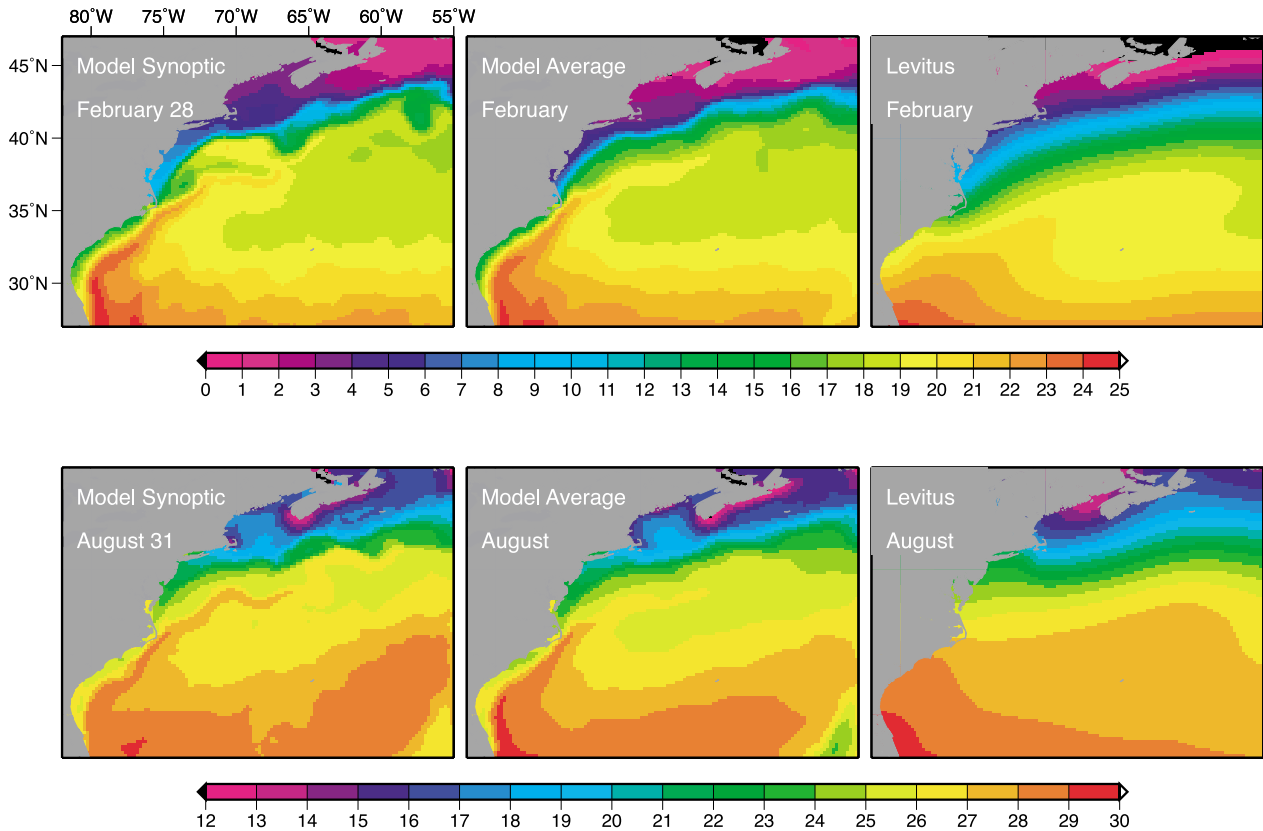 80°W 75°W 70°W 65°W 60°W 55°W
45°N
40°N
35°N
30°N
Model Synoptic
February 28
Model Average
February
Levitus
February
0 1 2 3 4 5 6 7 8 9 10 11 12 13 14 15 16 17 18 19 20 21 22 23 24 25
Model Synoptic
August 31
Model Average
August
Levitus
August
12 13 14 15 16 17 18 19 20 21 22 23 24 25 26 27 28 29 30